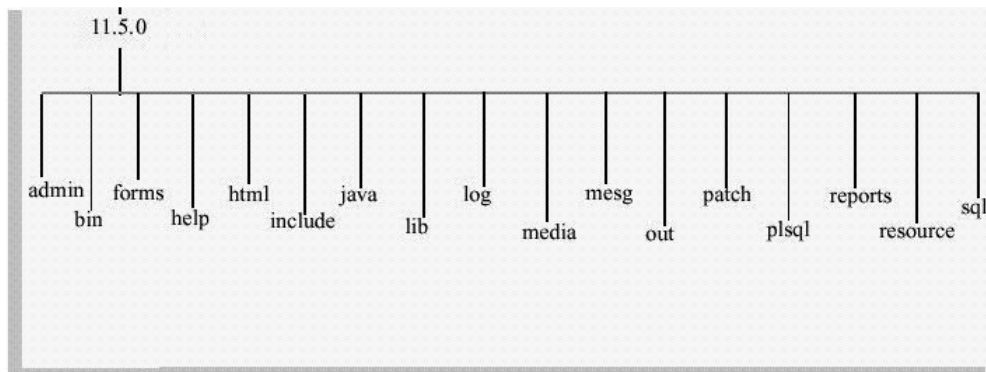 11.5.0
admin
bin
forms
help
html
include
java
lib
log
media
mesg
out
patch
plsql
reports
resource
sql